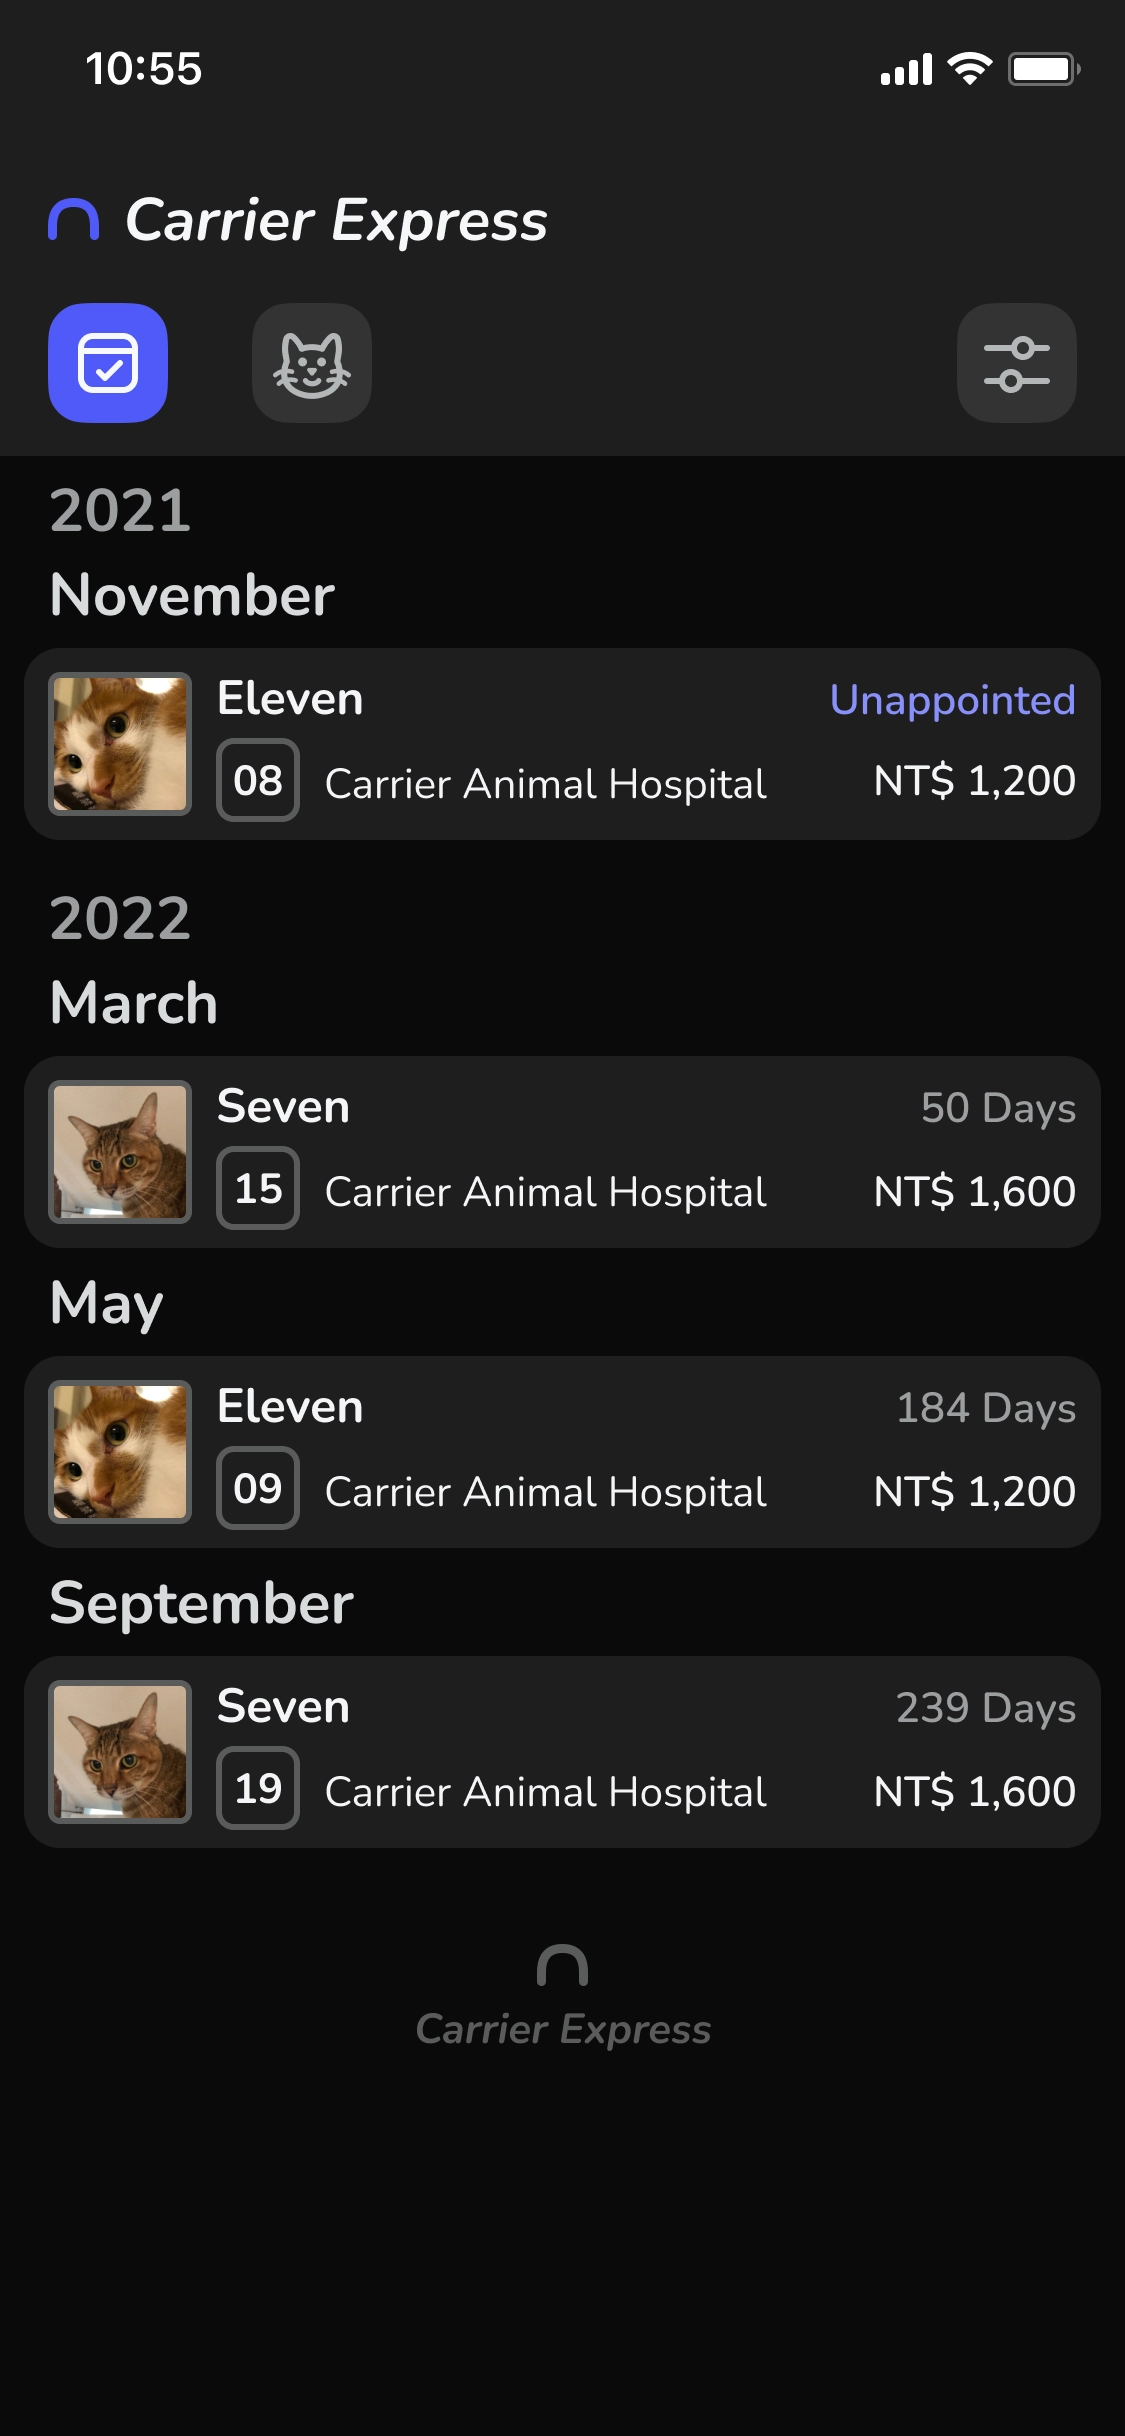 10:55
Carrier Express
2021
November
Eleven
Unappointed
08
Carrier Animal Hospital
NT$ 1,200
2022
March
Seven
50 Days
15
Carrier Animal Hospital
NT$ 1,600
May
Eleven
184 Days
09
Carrier Animal Hospital
NT$ 1,200
September
Seven
239 Days
19
Carrier Animal Hospital
NT$ 1,600
Carrier Express